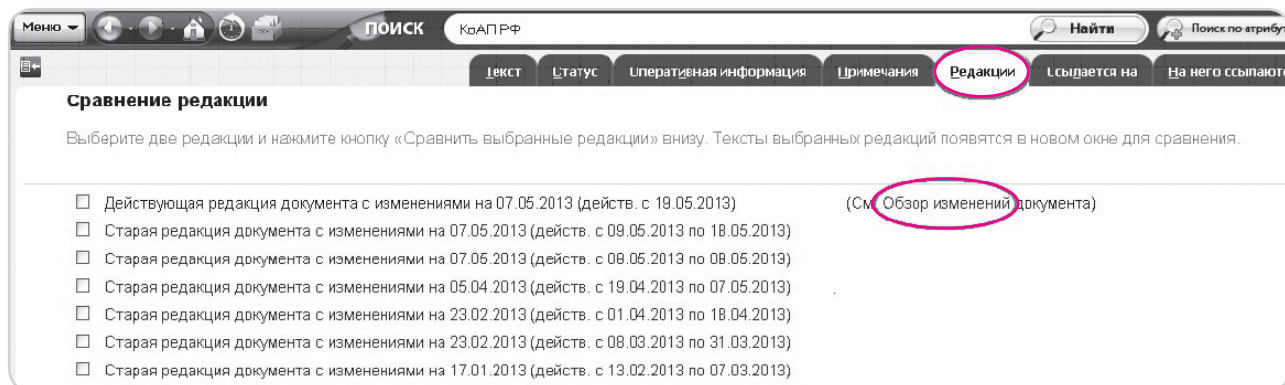 Меню ПОИСК КоАП РФ Найти Поиск по атрибу
Текст Статус Оперативная информация Примечания Редакции Ссылается на На него ссылают
Сравнение редакции
Выберите две редакции и нажмите кнопку «Сравнить выбранные редакции» внизу. Тексты выбранных редакций появятся в новом окне для сравнения.
Действующая редакция документа с изменениями на 07.05.2013 (действ. с 19.05.2013) (См. Обзор изменений документа)
Старая редакция документа с изменениями на 07.05.2013 (действ. с 09.05.2013 по 18.05.2013)
Старая редакция документа с изменениями на 07.05.2013 (действ. с 08.05.2013 по 08.05.2013)
Старая редакция документа с изменениями на 05.04.2013 (действ. с 19.04.2013 по 07.05.2013)
Старая редакция документа с изменениями на 23.02.2013 (действ. с 01.04.2013 по 18.04.2013)
Старая редакция документа с изменениями на 23.02.2013 (действ. с 08.03.2013 по 31.03.2013)
Старая редакция документа с изменениями на 17.01.2013 (действ. с 13.02.2013 по 07.03.2013)